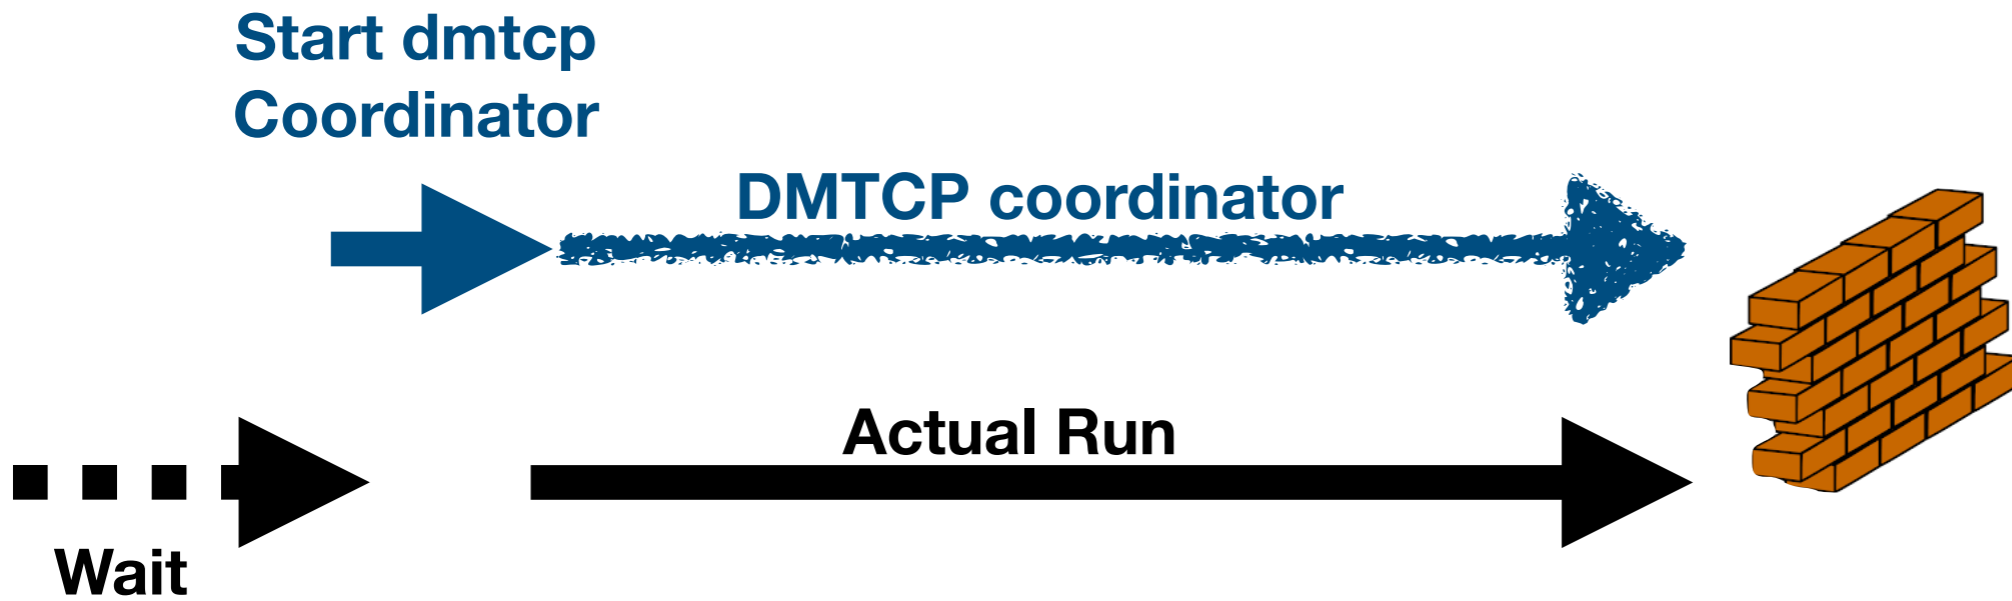 Start dmtcp
Coordinator
DMTCP coordinator
Actual Run
Wait